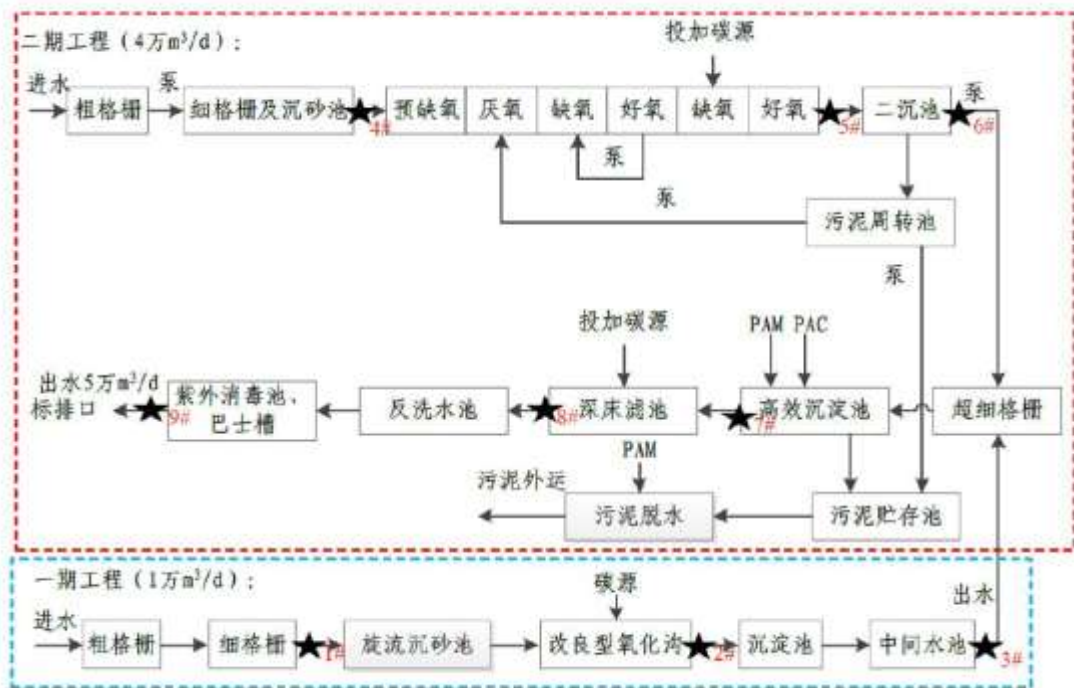 二期工程（4万m³/d）：
投加碳源
进水
泵
泵
粗格栅
细格栅及沉砂池
预缺氧
厌氧
缺氧
好氧
缺氧
好氧
二沉池
4#
5#
6#
泵
泵
污泥周转池
泵
投加碳源
PAM PAC
出水5万m³/d
标排口
紫外消毒池、
巴士槽
反洗水池
深床滤池
高效沉淀池
超细格栅
9#
8#
7#
PAM
污泥外运
污泥脱水
污泥贮存池
一期工程（1万m³/d）：
碳源
出水
进水
粗格栅
细格栅
旋流沉砂池
改良型氧化沟
沉淀池
中间水池
1#
2#
3#